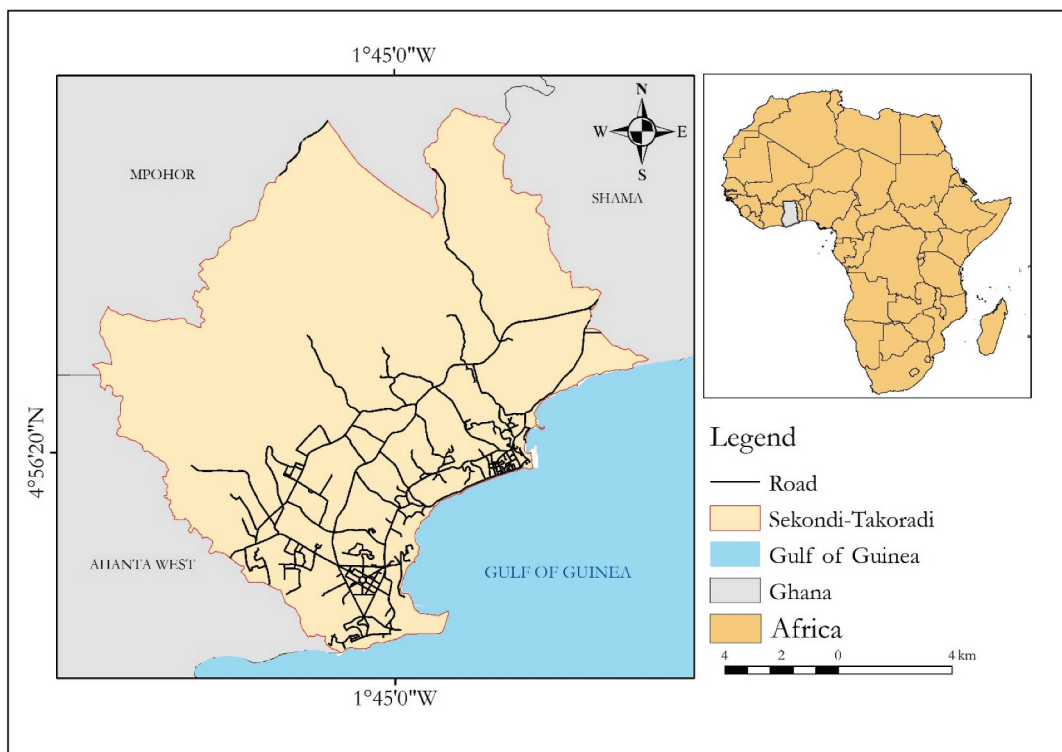 1°45'0"W
N
W E
S
MPOHOR
SHAMA
4°56'20"N
AHANTA WEST
GULF OF GUINEA
1°45'0"W
Legend
Road
Sekondi-Takoradi
Gulf of Guinea
Ghana
Africa
4 2 0 4 km